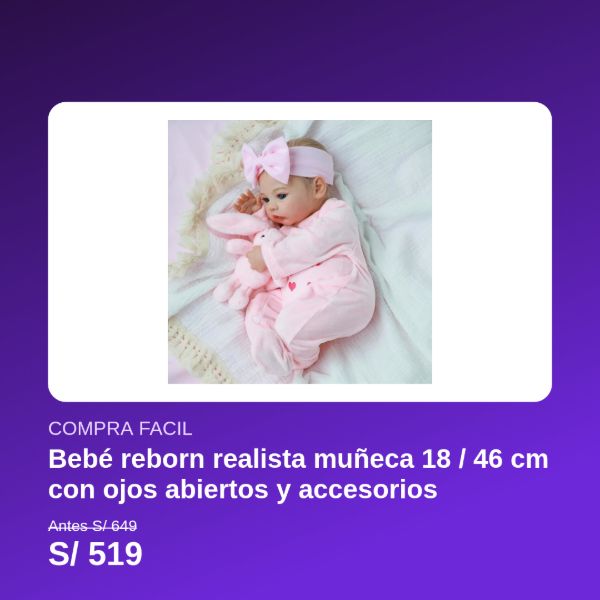 COMPRA FACIL
Bebé reborn realista muñeca 18 / 46 cm
con ojos abiertos y accesorios
Antes S/ 649
S/ 519